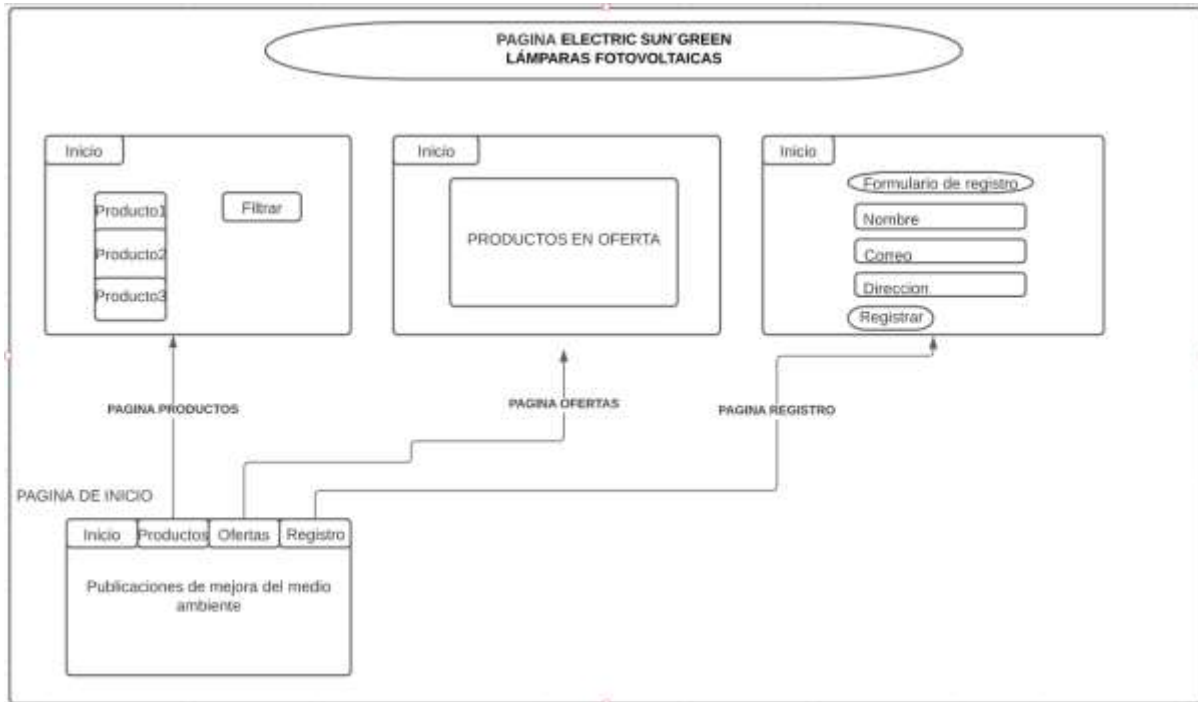 PAGINA ELECTRIC SUN´GREEN
LÁMPARAS FOTOVOLTAICAS
Inicio
Producto1
Producto2
Producto3
Filtrar
Inicio
PRODUCTOS EN OFERTA
Inicio
Formulario de registro
Nombre
Correo
Direccion
Registrar
PAGINA PRODUCTOS
PAGINA OFERTAS
PAGINA REGISTRO
PAGINA DE INICIO
Inicio
Productos
Ofertas
Registro
Publicaciones de mejora del medio
ambiente